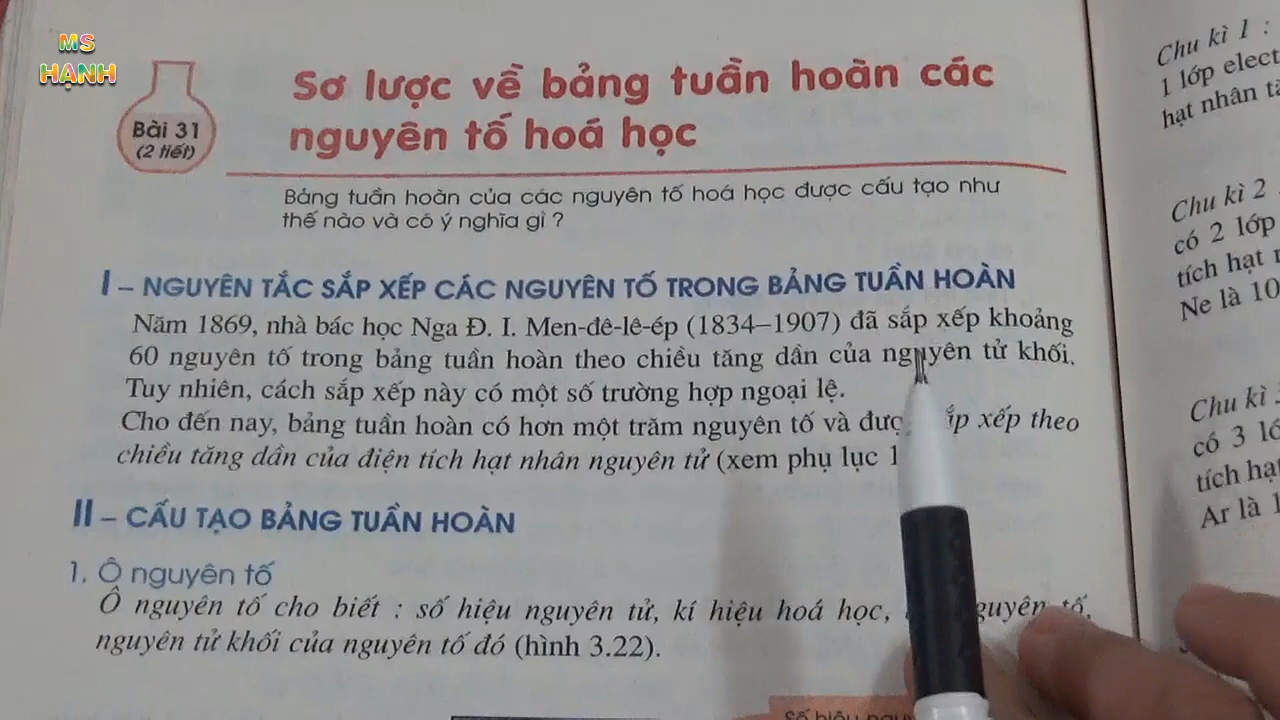 MS
HẠNH
Bài 31
(2 tiết)
Sơ lược về bảng tuần hoàn các
nguyên tố hoá học
Bảng tuần hoàn của các nguyên tố hoá học được cấu tạo như
thế nào và có ý nghĩa gì ?
I – NGUYÊN TẮC SẮP XẾP CÁC NGUYÊN TỐ TRONG BẢNG TUẦN HOÀN
Năm 1869, nhà bác học Nga Đ. I. Men-đê-lê-ép (1834–1907) đã sắp xếp khoảng
60 nguyên tố trong bảng tuần hoàn theo chiều tăng dần của nguyên tử khối.
Tuy nhiên, cách sắp xếp này có một số trường hợp ngoại lệ.
Cho đến nay, bảng tuần hoàn có hơn một trăm nguyên tố và xếp theo
chiều tăng dần của điện tích hạt nhân nguyên tử (xem phụ lục 1
II – CẤU TẠO BẢNG TUẦN HOÀN
1. Ô nguyên tố
Ô nguyên tố cho biết : số hiệu nguyên tử, kí hiệu hoá học, nguyên tố,
nguyên tử khối của nguyên tố đó (hình 3.22).
Số hiệu
Chu kì 1 :
1 lớp
hạt nhân
Chu kì 2
có 2 lớp
tích hạt
Ne là 10
Chu kì
có 3
tích
Ar là